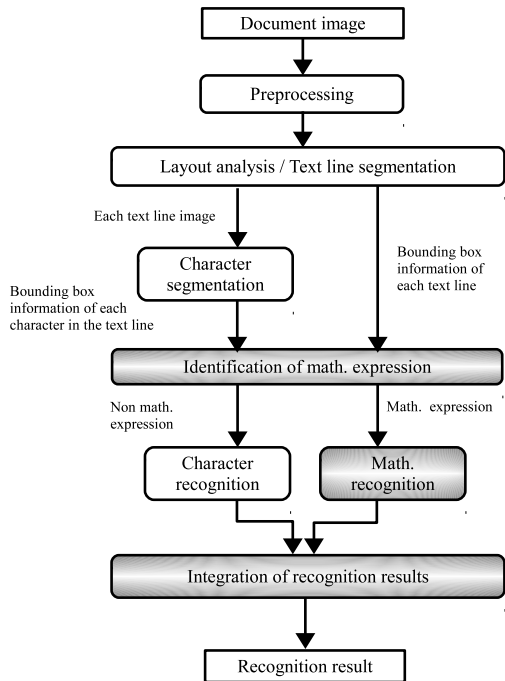 Document image
Preprocessing
Layout analysis / Text line segmentation
Each text line image
Character
segmentation
Bounding box
information of
each text line
Bounding box
information of each
character in the text line
Identification of math. expression
Non math.
expression
Math. expression
Character
recognition
Math.
recognition
Integration of recognition results
Recognition result